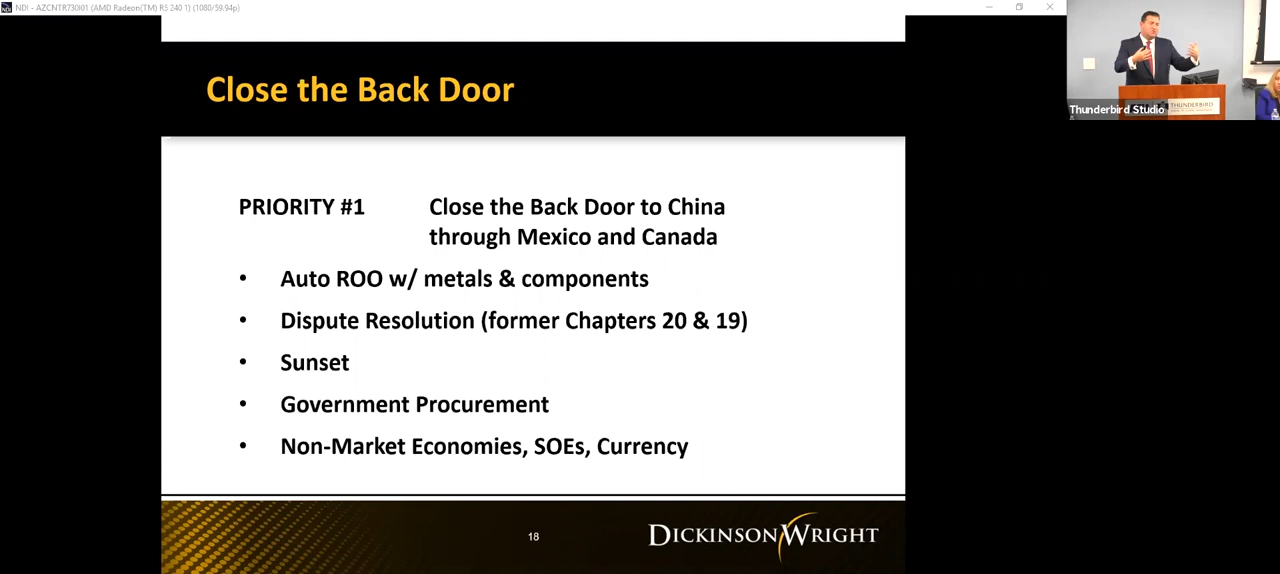 NDI - AZCNTR730I01 (AMD Radeon(TM) R5 240 1) (1080/59.94p)
Close the Back Door
PRIORITY #1 Close the Back Door to China
through Mexico and Canada
• Auto ROO w/ metals & components
• Dispute Resolution (former Chapters 20 & 19)
• Sunset
• Government Procurement
• Non-Market Economies, SOEs, Currency
18
DICKINSON WRIGHT
THUNDERBIRD
Thunderbird Studio